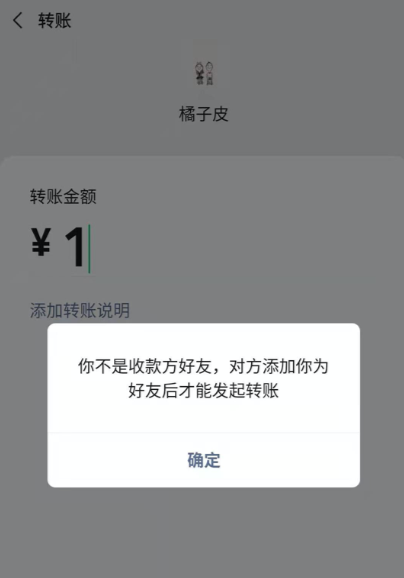 转账
橘子皮
转账金额
¥ 1
添加转账说明
你不是收款方好友，对方添加你为
好友后才能发起转账
确定